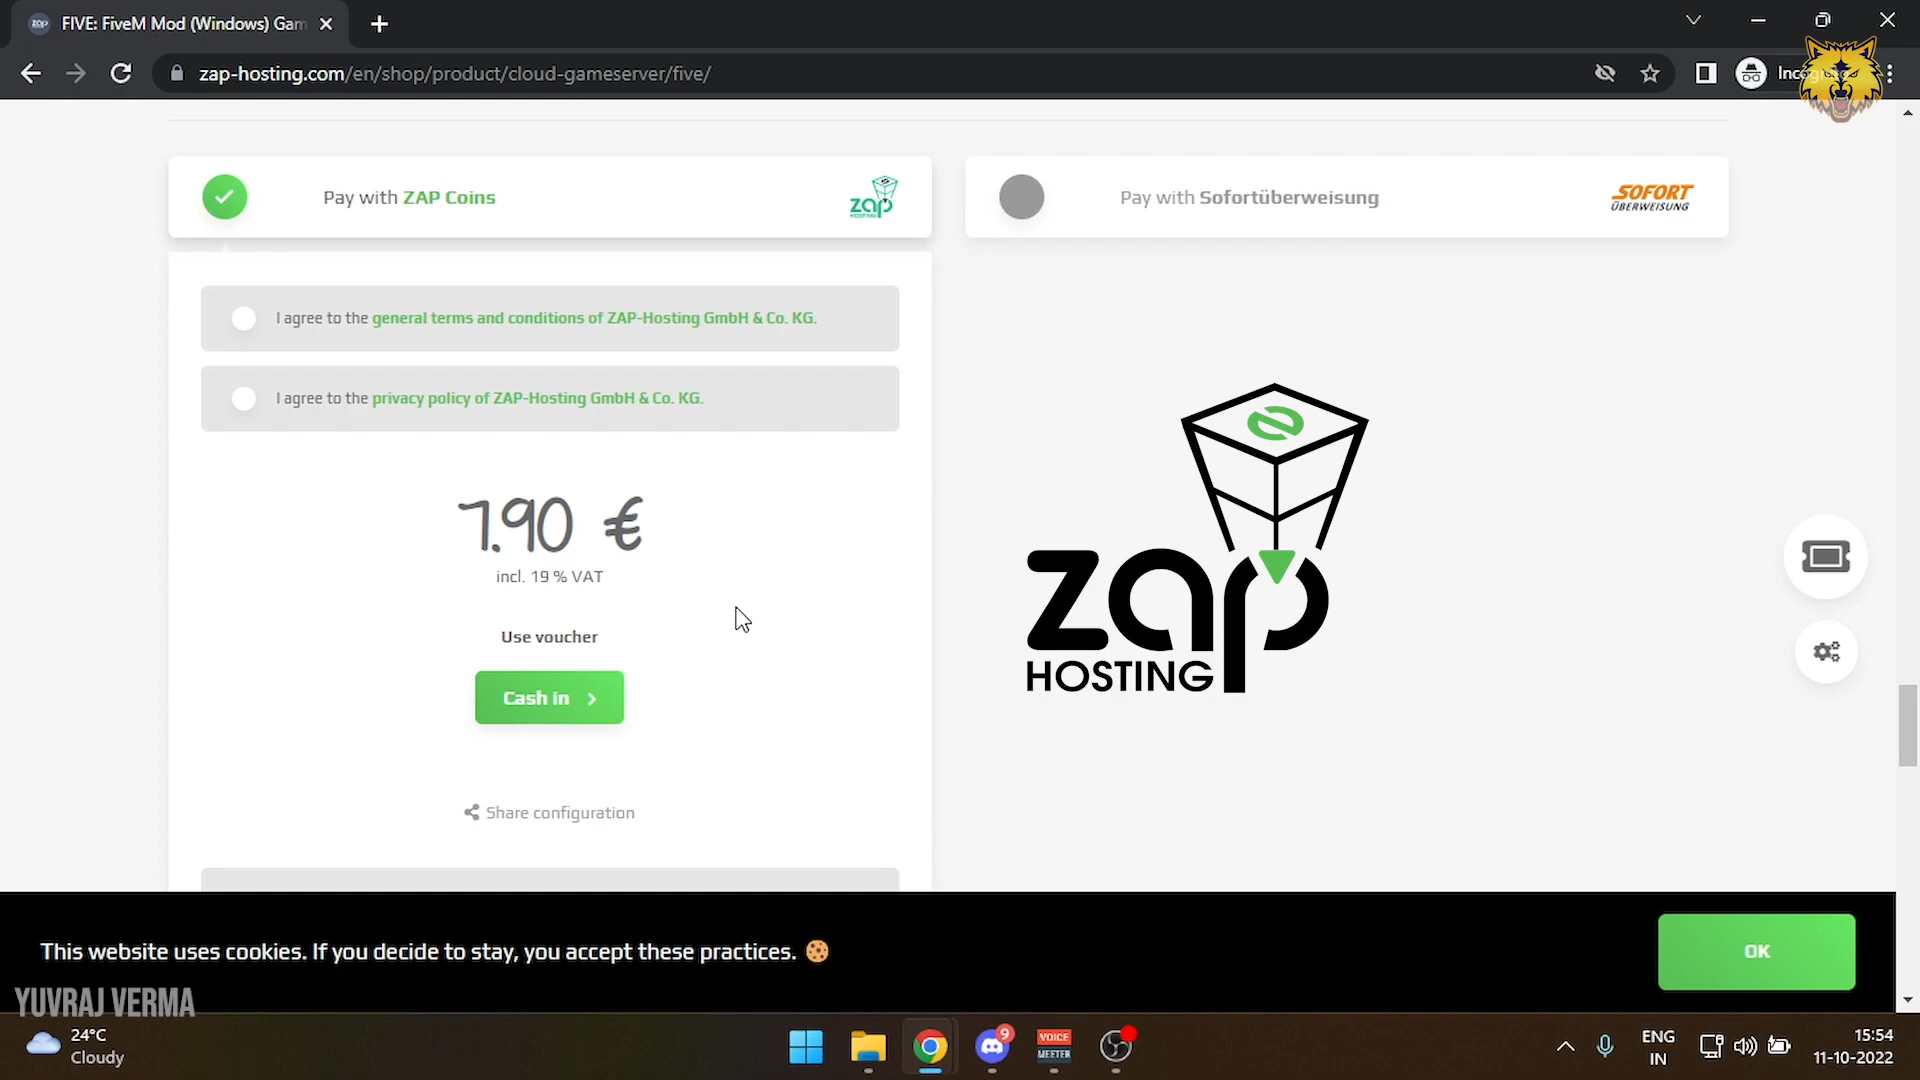 FIVE: FiveM Mod (Windows) Gam
zap-hosting.com/en/shop/product/cloud-gameserver/five/
Pay with ZAP Coins
zap
Pay with Sofortüberweisung
SOFORT
ÜBERWEISUNG
I agree to the general terms and conditions of ZAP-Hosting GmbH & Co. KG.
I agree to the privacy policy of ZAP-Hosting GmbH & Co. KG.
7.90 €
incl. 19 % VAT
Use voucher
Cash in
Share configuration
zap
HOSTING
This website uses cookies. If you decide to stay, you accept these practices.
OK
YUVRAJ VERMA
24°C
Cloudy
9
VOICE
MEETER
ENG
IN
15:54
11-10-2022